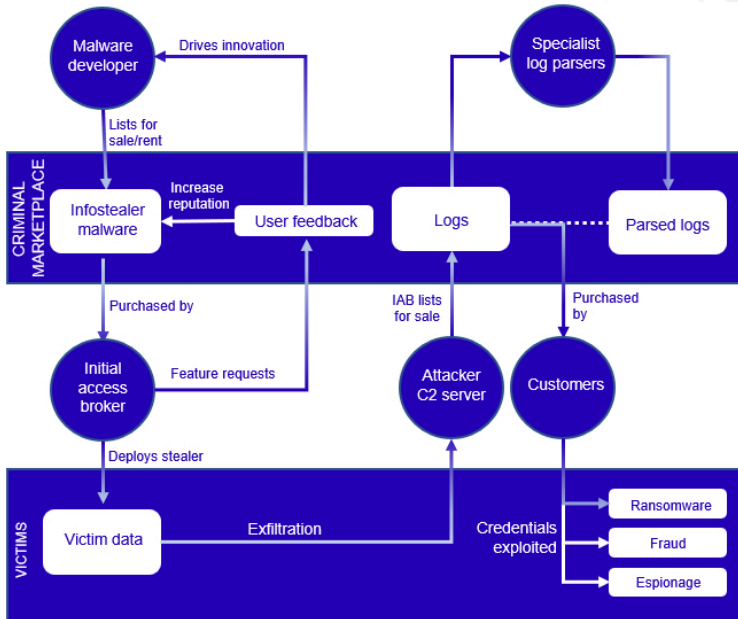 Malware
developer
Drives innovation
Specialist
log parsers
Lists for
sale/rent
CRIMINAL
MARKETPLACE
Infostealer
malware
Increase
reputation
User feedback
Logs
Parsed logs
Purchased by
IAB lists
for sale
Purchased
by
Initial
access
broker
Feature requests
Attacker
C2 server
Customers
Deploys stealer
VICTIMS
Victim data
Exfiltration
Credentials
exploited
Ransomware
Fraud
Espionage